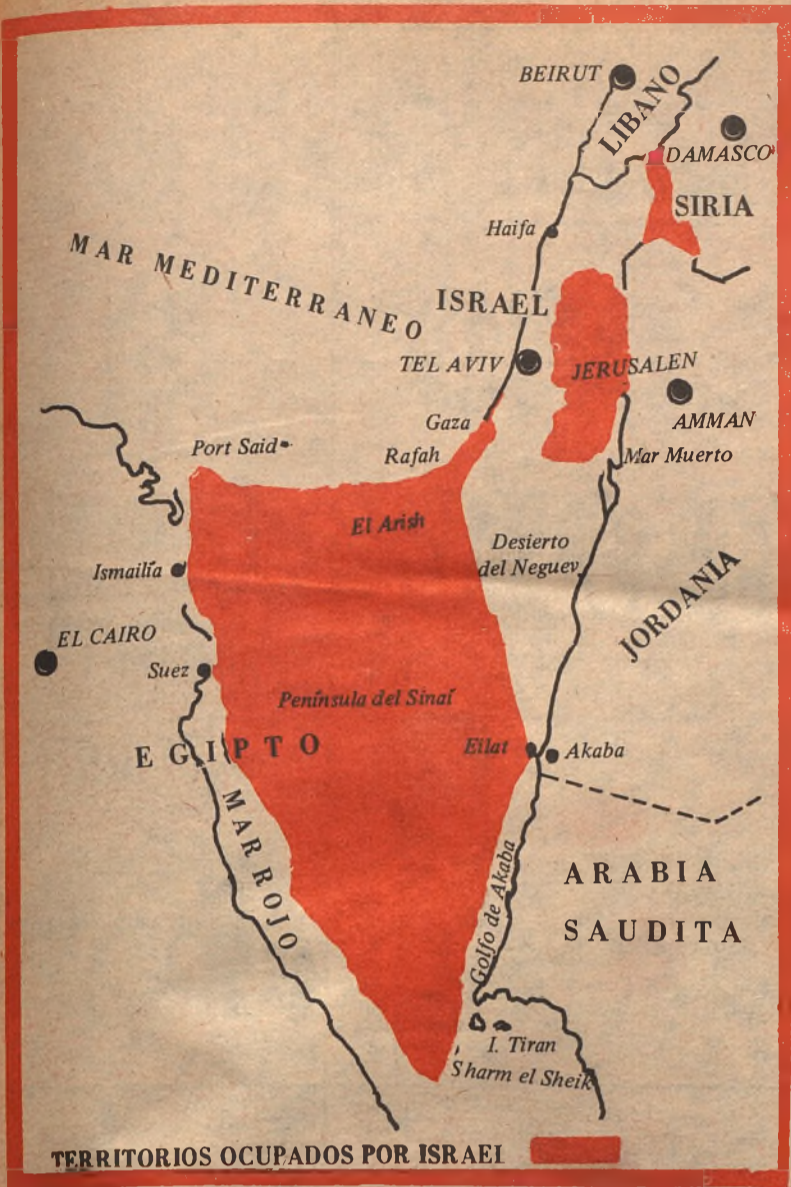 BEIRUT
LIBANO
DAMASCO
SIRIA
Haifa
MAR MEDITERRANEO
ISRAEL
TEL AVIV
JERUSALEN
AMMAN
Gaza
Port Said
Rafah
Mar Muerto
El Arish
Desierto
del Neguev
Ismailía
JORDANIA
EL CAIRO
Suez
Península del Sinaí
EGIPTO
Eilat
Akaba
MAR ROJO
Golfo de Akaba
ARABIA
SAUDITA
I. Tiran
Sharm el Sheik
TERRITORIOS OCUPADOS POR ISRAEL